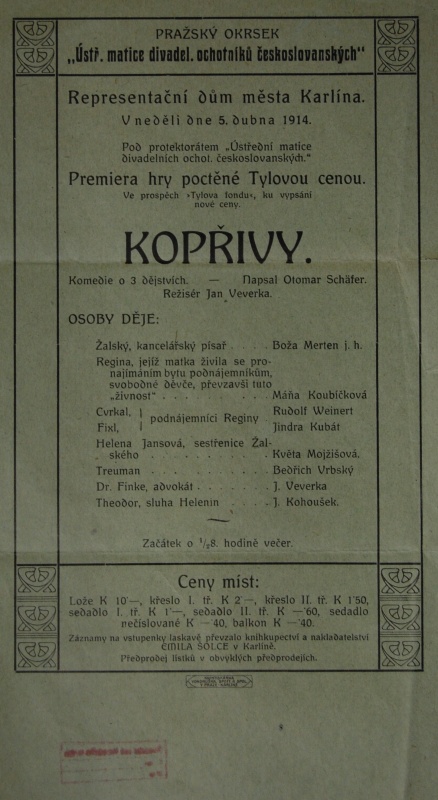 PRAŽSKÝ OKRSEK
„Ústř. matice divadel. ochotníků českoslovanských“
Representační dům města Karlína.
V neděli dne 5. dubna 1914.
Pod protektorátem „Ústřední matice
divadelních ochot. českoslovanských.“
Premiera hry poctěné Tylovou cenou.
Ve prospěch »Tylova fondu«, ku vypsání
nové ceny.
KOPŘIVY.
Komedie o 3 dějstvích. — Napsal Otomar Schäfer.
Režisér Jan Veverka.
OSOBY DĚJE:
Žalský, kancelářský písař . . . . Boža Merten j. h.
Regina, jejíž matka živila se pro-
najímáním bytu podnájemníkům,
svobodné děvče, převzavši tuto
„živnost“ . . . . . . . . . . . Máňa Koubíčková
Cvrkal, } podnájemníci Reginy { Rudolf Weinert
Fixl, } { Jindra Kubát
Helena Jansová, sestřenice Žal-
ského . . . . . . . . . . . Květa Mojžišová.
Treuman . . . . . . . . . . Bedřich Vrbský
Dr. Finke, advokát . . . . . . . J. Veverka
Theodor, sluha Helenin . . . . J. Kohoušek.
Začátek o 1/28. hodině večer.
Ceny míst:
Lože K 10·—, křeslo I. tř. K 2·—, křeslo II. tř. K 1·50,
sedadlo I. tř. K 1·—, sedadlo II. tř. K —·60, sedadlo
nečíslované K —·40, balkon K —·40.
Záznamy na vstupenky laskavě převzalo knihkupectví a nakladatelství
EMILA ŠOLCE v Karlíně.
Předprodej lístků v obvyklých předprodejích.